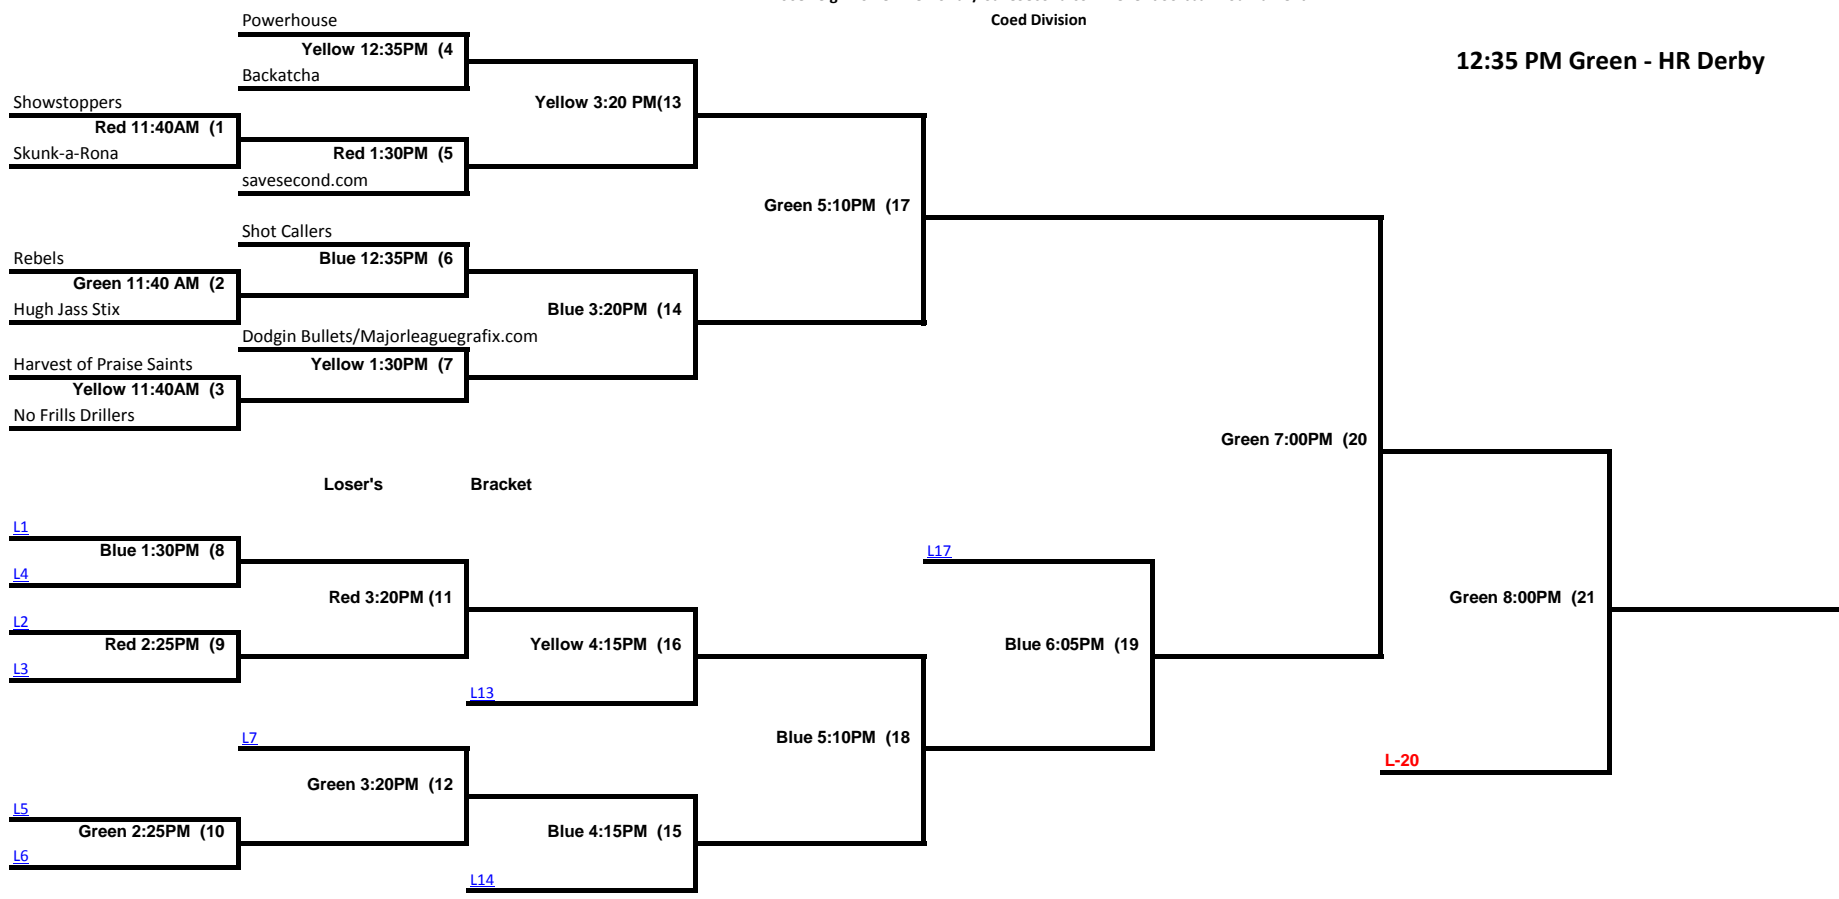 Coed Division
12:35 PM Green - HR Derby
Powerhouse
Yellow 12:35PM (4
Backatcha
Showstoppers
Red 11:40AM (1
Skunk-a-Rona
Yellow 3:20 PM(13
Red 1:30PM (5
savesecond.com
Green 5:10PM (17
Shot Callers
Blue 12:35PM (6
Rebels
Green 11:40 AM (2
Hugh Jass Stix
Blue 3:20PM (14
Dodgin Bullets/Majorleaguegrafix.com
Yellow 1:30PM (7
Harvest of Praise Saints
Yellow 11:40AM (3
No Frills Drillers
Green 7:00PM (20
Loser's Bracket
L1
Blue 1:30PM (8
L4
L17
Red 3:20PM (11
Green 8:00PM (21
L2
Red 2:25PM (9
L3
Yellow 4:15PM (16
Blue 6:05PM (19
L13
L7
Blue 5:10PM (18
L-20
Green 3:20PM (12
L5
Green 2:25PM (10
L6
Blue 4:15PM (15
L14